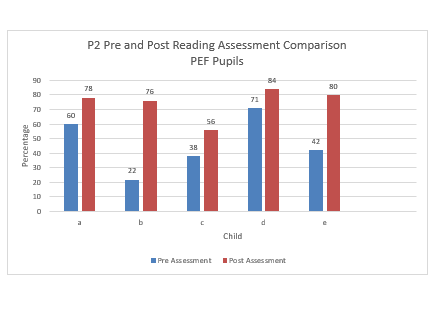 P2 Pre and Post Reading Assessment Comparison
PEF Pupils
Percentage
90
80
70
60
50
40
30
20
10
0
60
78
22
76
38
56
71
84
42
80
a
b
c
d
e
Child
Pre Assessment
Post Assessment